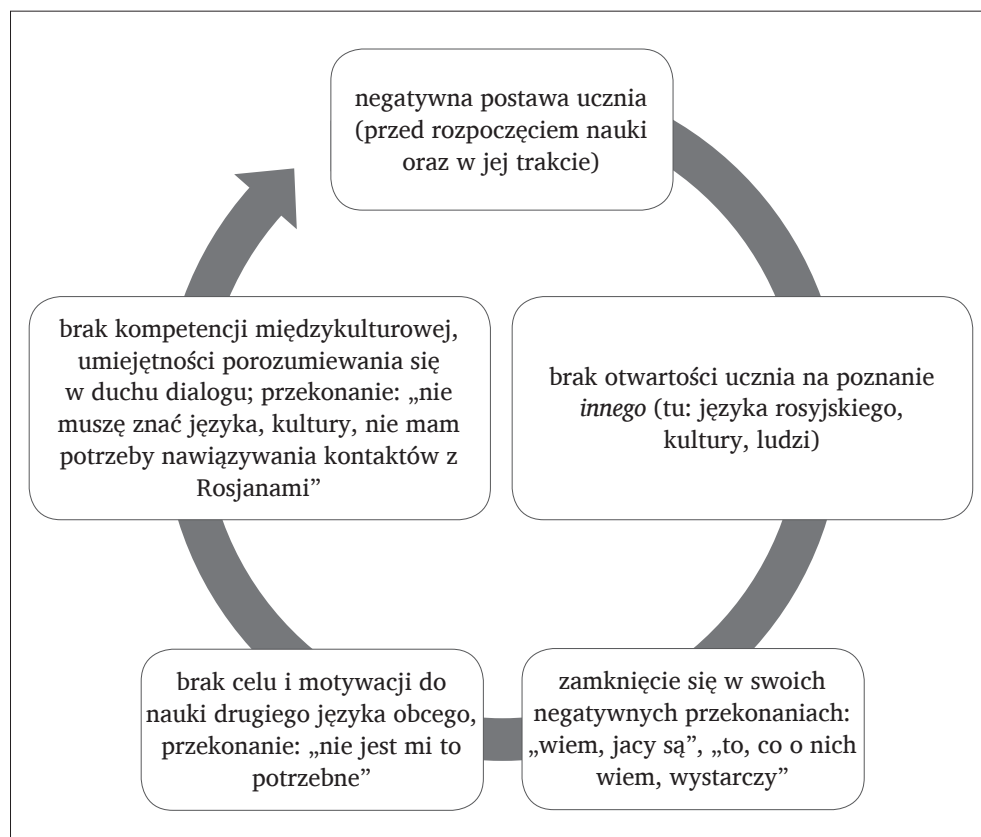 negatywna postawa ucznia
(przed rozpoczęciem nauki
oraz w jej trakcie)
brak otwartości ucznia na poznanie
innego (tu: języka rosyjskiego,
kultury, ludzi)
zamknięcie się w swoich
negatywnych przekonaniach:
„wiem, jacy są”, „to, co o nich
wiem, wystarczy”
brak celu i motywacji do
nauki drugiego języka obcego,
przekonanie: „nie jest mi to
potrzebne”
brak kompetencji międzykulturowej,
umiejętności porozumiewania się
w duchu dialogu; przekonanie: „nie
muszę znać języka, kultury, nie mam
potrzeby nawiązywania kontaktów z
Rosjanami”